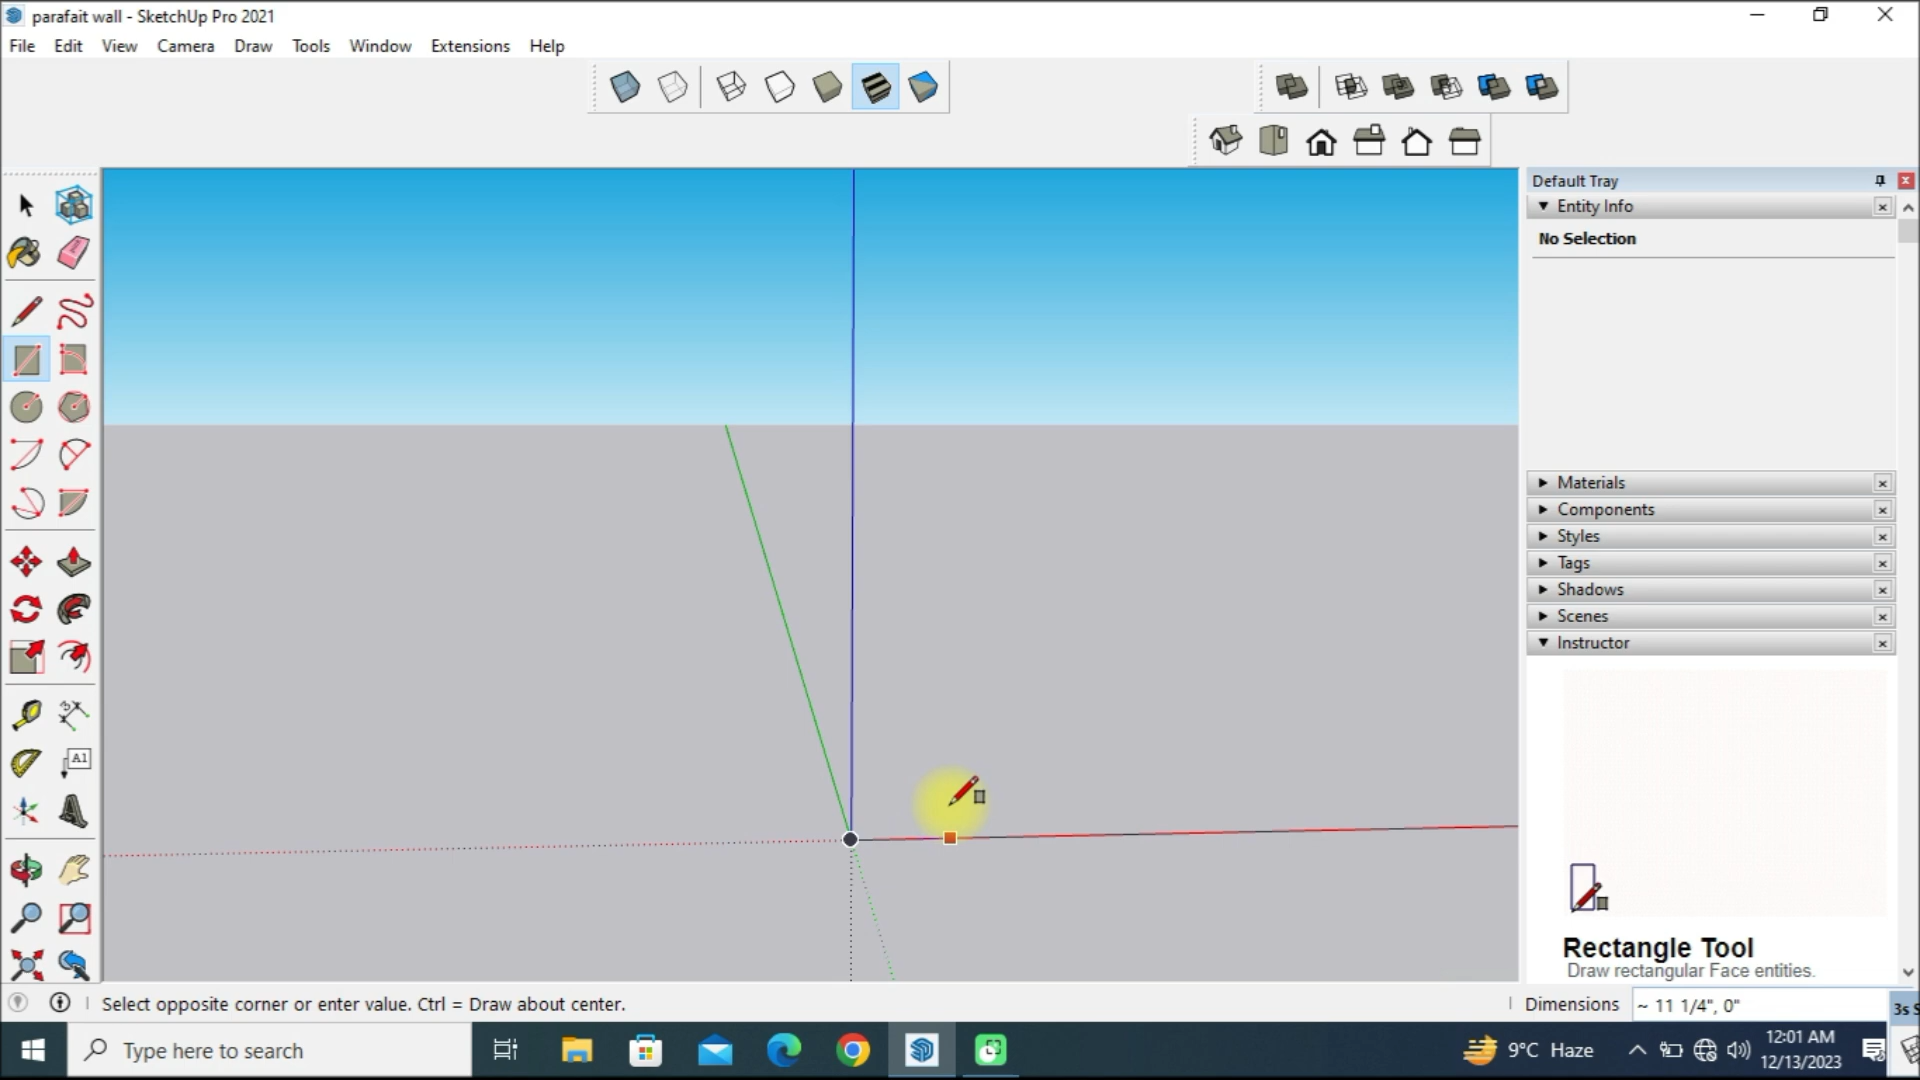 parafait wall - SketchUp Pro 2021
File Edit View Camera Draw Tools Window Extensions Help
Default Tray
Entity Info
No Selection
A1
Materials
Components
Styles
Tags
Shadows
Scenes
Instructor
Rectangle Tool
Draw rectangular Face entities.
Select opposite corner or enter value. Ctrl = Draw about center.
Dimensions ~ 11 1/4", 0"
3s S
Type here to search
9°C Haze
12:01 AM
12/13/2023